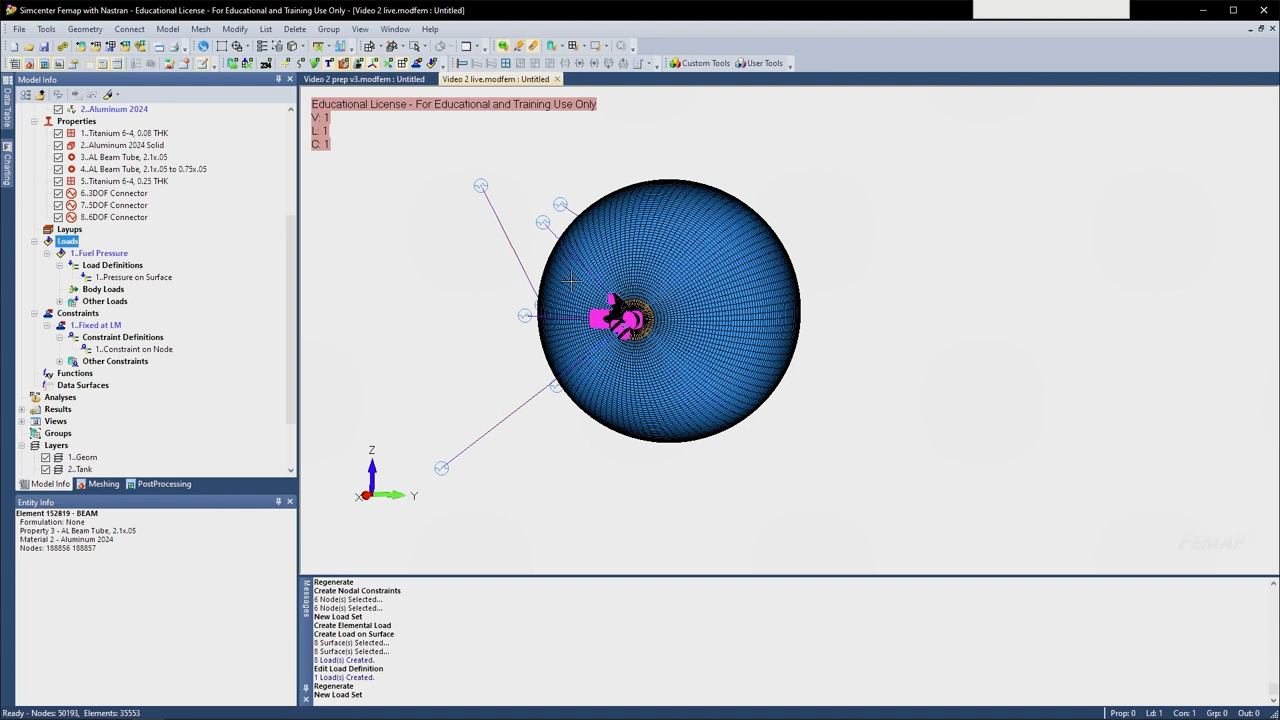 Simcenter Femap with Nastran - Educational License - For Educational and Training Use Only - [Video 2 live.modfem : Untitled]
File Tools Geometry Connect Model Mesh Modify List Delete Group View Window Help
Custom Tools User Tools
Model Info
Video 2 prep v3.modfem : Untitled Video 2 live.modfem : Untitled
Data Table
Charting
2..Aluminum 2024
Properties
1..Titanium 6-4, 0.08 THK
2..Aluminum 2024 Solid
3..AL Beam Tube, 2.1x.05
4..AL Beam Tube, 2.1x.05 to 0.75x.05
5..Titanium 6-4, 0.25 THK
6..3DOF Connector
7..5DOF Connector
8..6DOF Connector
Layups
Loads
1..Fuel Pressure
Load Definitions
1..Pressure on Surface
Body Loads
Other Loads
Constraints
1..Fixed at LM
Constraint Definitions
1..Constraint on Node
Other Constraints
Functions
Data Surfaces
Analyses
Results
Views
Groups
Layers
1..Geom
2..Tank
Model Info Meshing PostProcessing
Entity Info
Element 152819 - BEAM
Formulation: None
Property 3 - AL Beam Tube, 2.1x.05
Material 2 - Aluminum 2024
Nodes: 188856 188857
Educational License - For Educational and Training Use Only
V: 1
L: 1
C: 1
Z
X
Y
FEMAP
Messages
Regenerate
Create Nodal Constraints
6 Node(s) Selected...
6 Node(s) Selected...
New Load Set
Create Elemental Load
Create Load on Surface
8 Surface(s) Selected...
8 Surface(s) Selected...
8 Load(s) Created.
Edit Load Definition
1 Load(s) Created.
Regenerate
New Load Set
Ready - Nodes: 50193, Elements: 35553
Prop: 0 Ld: 1 Con: 1 Grp: 0 Out: 0